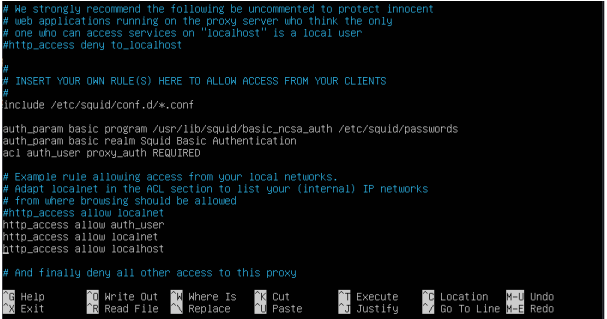 # We strongly recommend the following be uncommented to protect innocent
# web applications running on the proxy server who think the only
# one who can access services on "localhost" is a local user
#http_access deny to_localhost
#
# INSERT YOUR OWN RULE(S) HERE TO ALLOW ACCESS FROM YOUR CLIENTS
#
include /etc/squid/conf.d/*.conf
auth_param basic program /usr/lib/squid/basic_ncsa_auth /etc/squid/passwords
auth_param basic realm Squid Basic Authentication
acl auth_user proxy_auth REQUIRED
# Example rule allowing access from your local networks.
# Adapt localnet in the ACL section to list your (internal) IP networks
# from where browsing should be allowed
#http_access allow localnet
http_access allow auth_user
http_access allow localnet
http_access allow localhost
# And finally deny all other access to this proxy
^G Help ^O Write Out ^W Where Is ^K Cut ^T Execute ^C Location M-U Undo
^X Exit ^R Read File ^\ Replace ^U Paste ^J Justify ^/ Go To Line M-E Redo